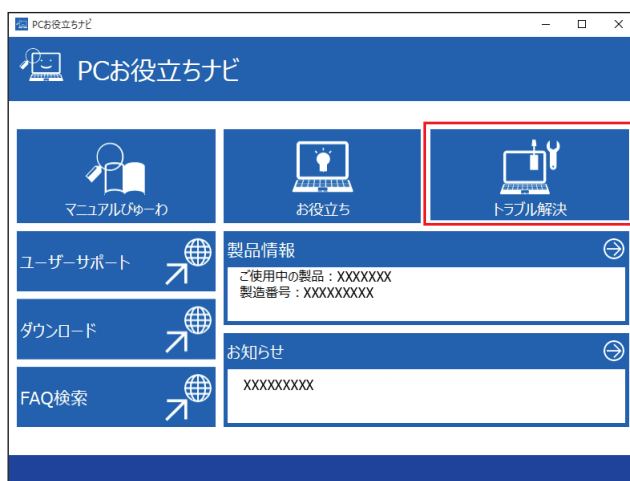 PCお役立ちナビ
PCお役立ちナビ
マニュアルびゅーわ
お役立ち
トラブル解決
ユーザーサポート
製品情報
ご使用中の製品：XXXXXXX
製造番号：XXXXXXXXX
ダウンロード
お知らせ
XXXXXXXXX
FAQ検索